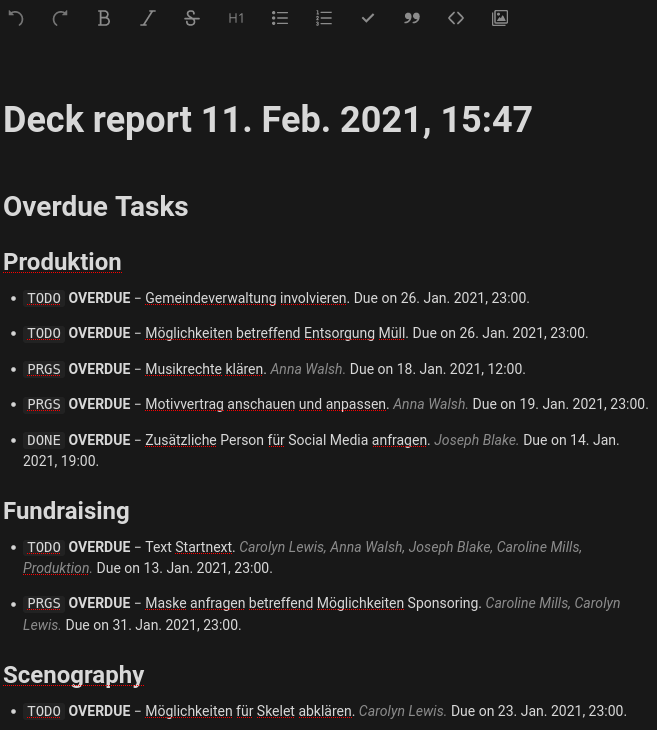 H1
Deck report 11. Feb. 2021, 15:47
Overdue Tasks
Produktion
• TODO OVERDUE – Gemeindeverwaltung involvieren. Due on 26. Jan. 2021, 23:00.
• TODO OVERDUE – Möglichkeiten betreffend Entsorgung Müll. Due on 26. Jan. 2021, 23:00.
• PRGS OVERDUE – Musikrechte klären. Anna Walsh. Due on 18. Jan. 2021, 12:00.
• PRGS OVERDUE – Motivvertrag anschauen und anpassen. Anna Walsh. Due on 19. Jan. 2021, 23:00.
• DONE OVERDUE – Zusätzliche Person für Social Media anfragen. Joseph Blake. Due on 14. Jan.
2021, 19:00.
Fundraising
• TODO OVERDUE – Text Startnext. Carolyn Lewis, Anna Walsh, Joseph Blake, Caroline Mills,
Produktion. Due on 13. Jan. 2021, 23:00.
• PRGS OVERDUE – Maske anfragen betreffend Möglichkeiten Sponsoring. Caroline Mills, Carolyn
Lewis. Due on 31. Jan. 2021, 23:00.
Scenography
• TODO OVERDUE – Möglichkeiten für Skelet abklären. Carolyn Lewis. Due on 23. Jan. 2021, 23:00.